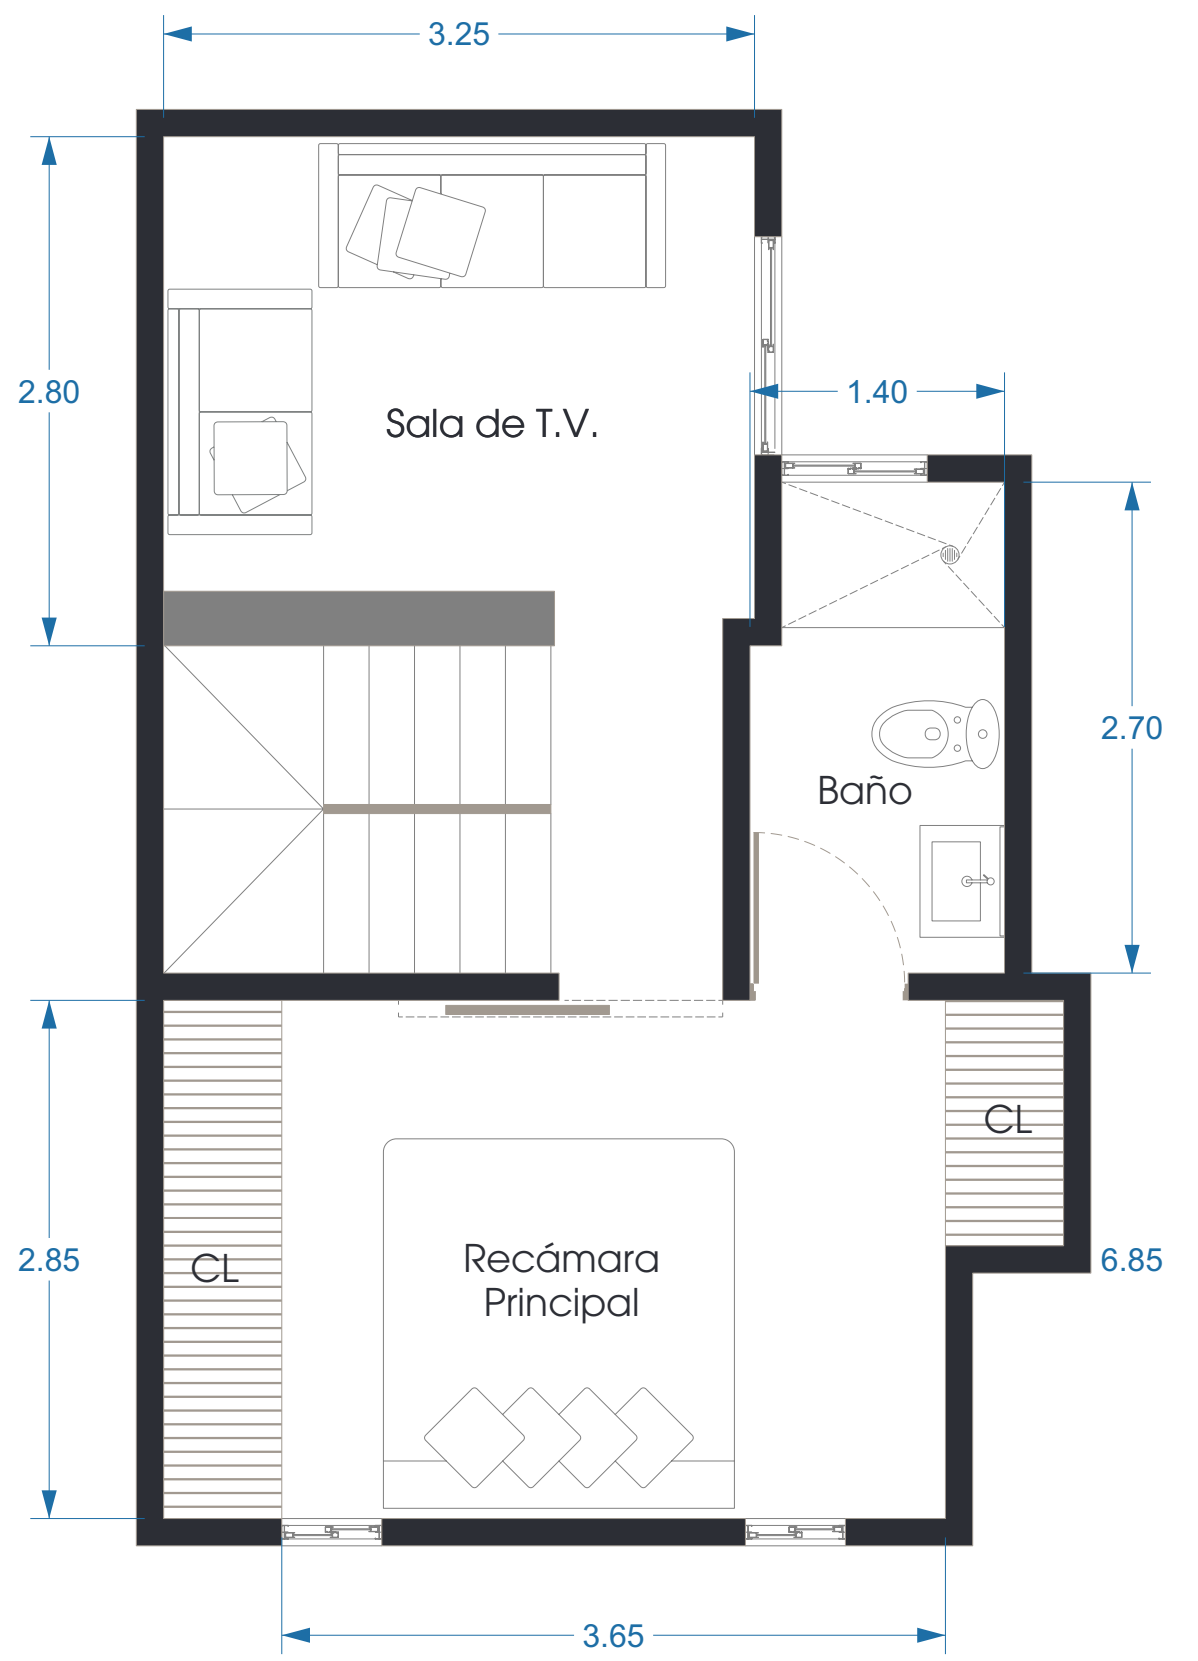 3.25
2.80
1.40
Sala de T.V.
2.70
Baño
CL
2.85
CL
Recámara
Principal
6.85
3.65